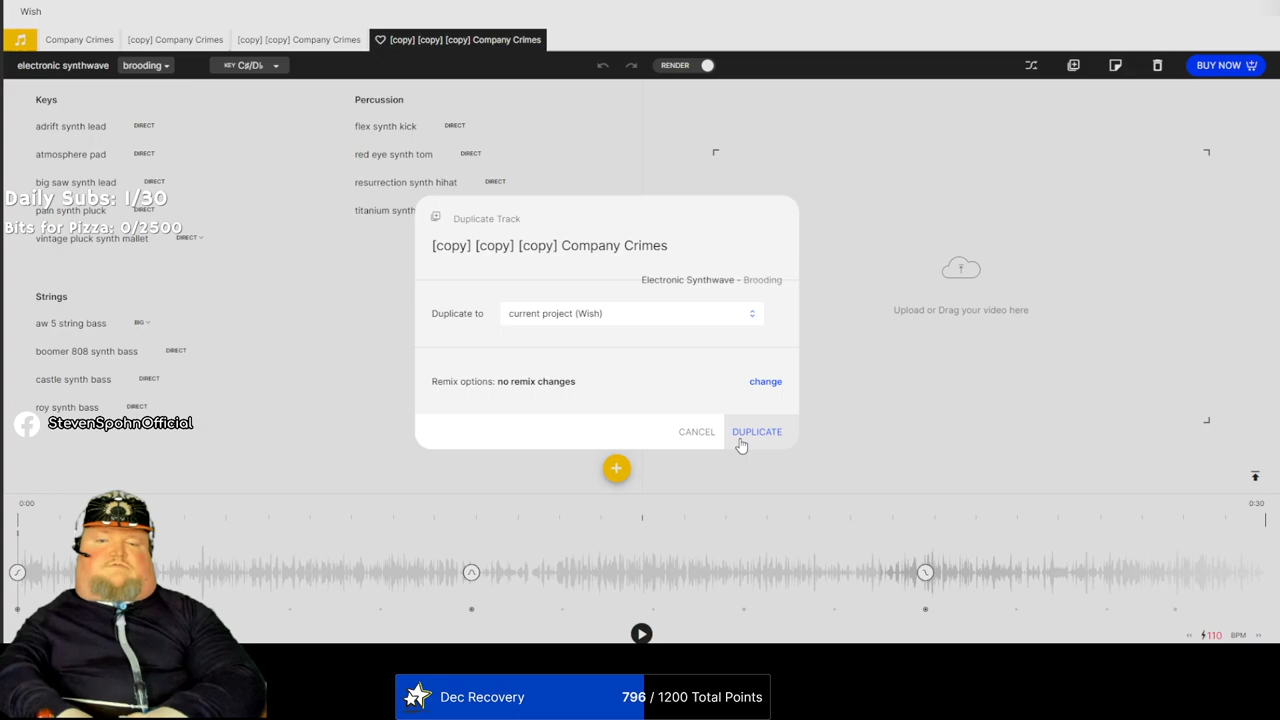 Wish
Company Crimes
[copy] Company Crimes
[copy] [copy] Company Crimes
[copy] [copy] [copy] Company Crimes
electronic synthwave
brooding
KEY C♯/D♭
RENDER
BUY NOW
Keys
adrift synth lead DIRECT
atmosphere pad DIRECT
big saw synth lead DIRECT
pain synth pluck DIRECT
vintage pluck synth mallet DIRECT
Strings
aw 5 string bass BIG
boomer 808 synth bass DIRECT
castle synth bass DIRECT
roy synth bass DIRECT
Percussion
flex synth kick DIRECT
red eye synth tom DIRECT
resurrection synth hihat DIRECT
titanium synth
Daily Subs: 1/30
Bits for Pizza: 0/2500
StevenSpohnOfficial
Duplicate Track
[copy] [copy] [copy] Company Crimes
Electronic Synthwave - Brooding
Duplicate to
current project (Wish)
Remix options: no remix changes
change
CANCEL
DUPLICATE
Upload or Drag your video here
0:00
0:30
110 BPM
Dec Recovery
796 / 1200 Total Points